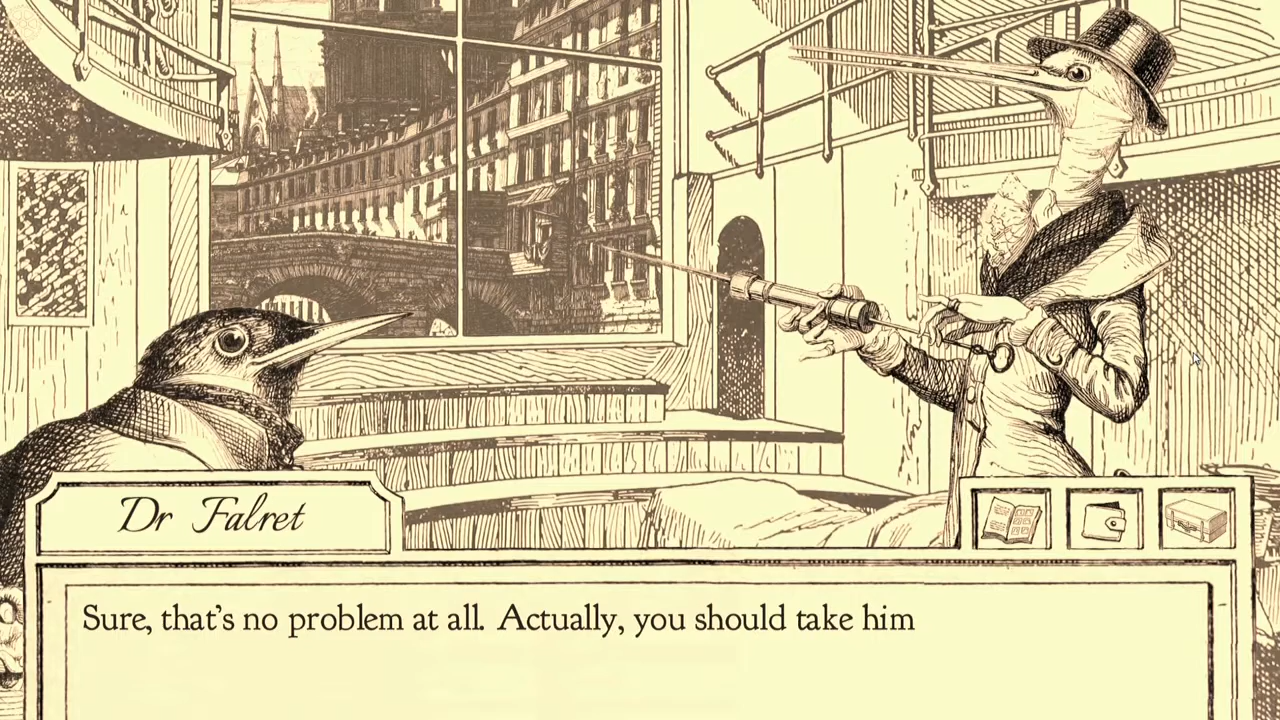 Dr Falret
Sure, that's no problem at all. Actually, you should take him